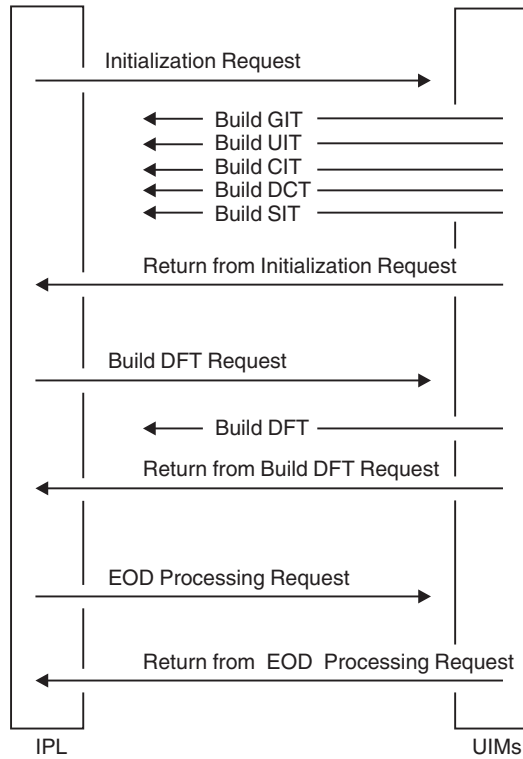 Initialization Request
Build GIT
Build UIT
Build CIT
Build DCT
Build SIT
Return from Initialization Request
Build DFT Request
Build DFT
Return from Build DFT Request
EOD Processing Request
Return from EOD Processing Request
IPL UIMs